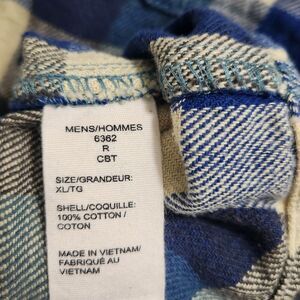 MENS/HOMMES
6362
R
CBT
SIZE/GRANDEUR:
XL/TG
SHELL/COQUILLE:
100% COTTON /
COTON
MADE IN VIETNAM/
FABRIQUÉ AU
VIETNAM